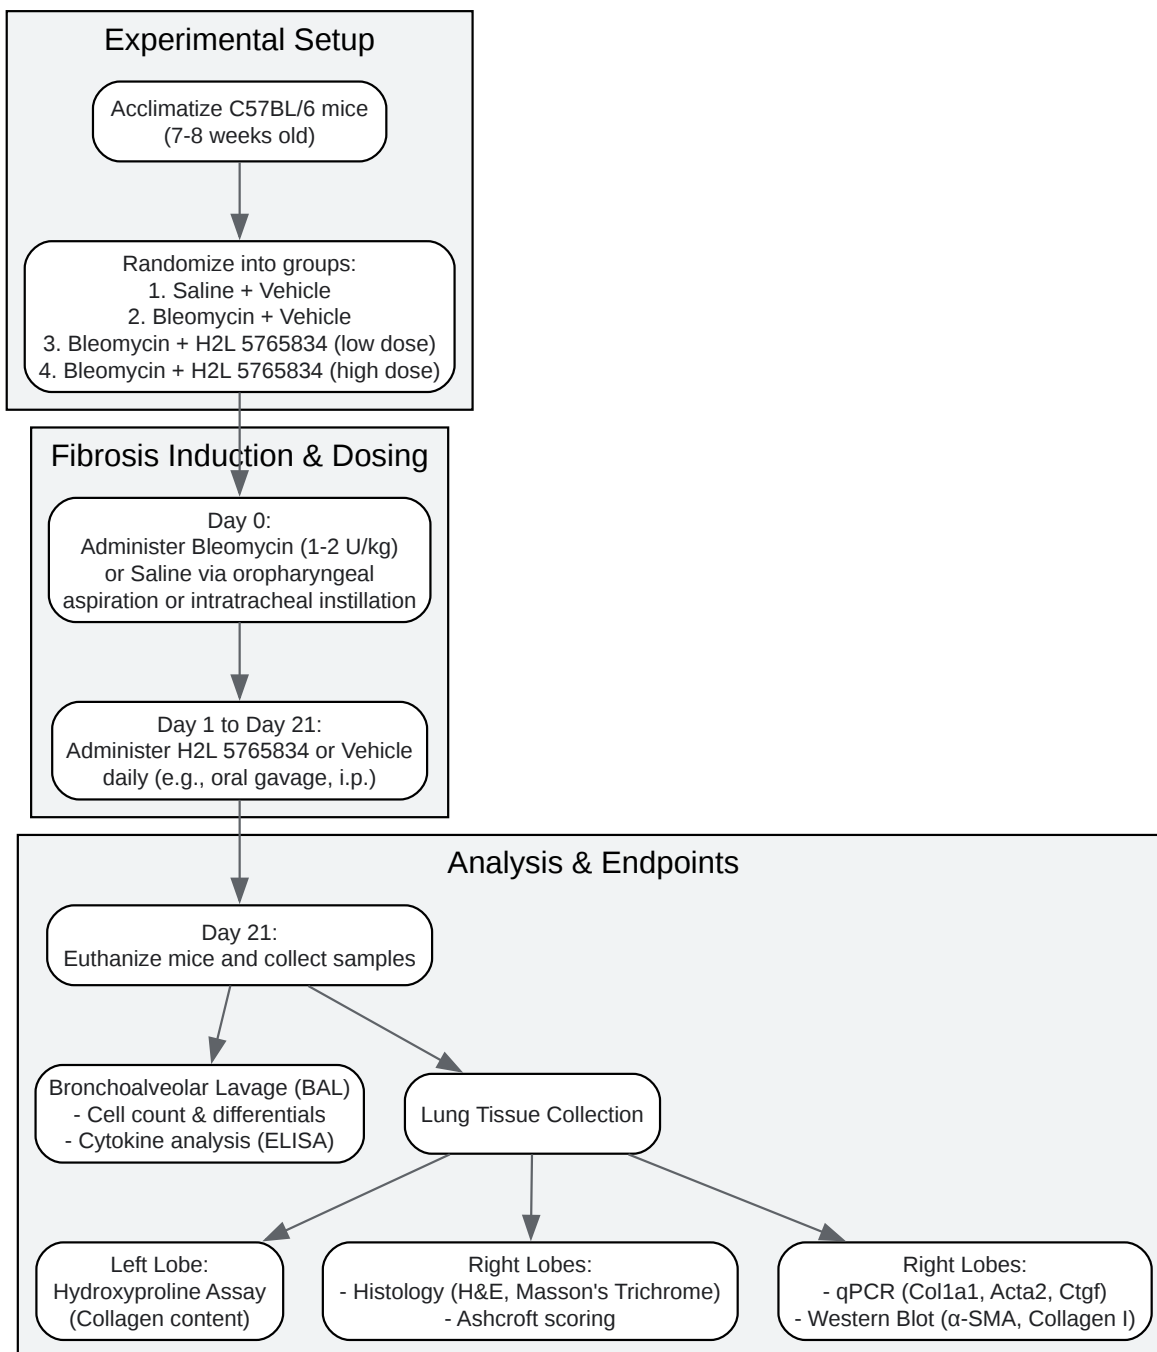 Experimental Setup
Acclimatize C57BL/6 mice
(7-8 weeks old)
Randomize into groups:
1. Saline + Vehicle
2. Bleomycin + Vehicle
3. Bleomycin + H2L 5765834 (low dose)
4. Bleomycin + H2L 5765834 (high dose)
Fibrosis Induction & Dosing
Day 0:
Administer Bleomycin (1-2 U/kg)
or Saline via oropharyngeal
aspiration or intratracheal instillation
Day 1 to Day 21:
Administer H2L 5765834 or Vehicle
daily (e.g., oral gavage, i.p.)
Analysis & Endpoints
Day 21:
Euthanize mice and collect samples
Bronchoalveolar Lavage (BAL)
- Cell count & differentials
- Cytokine analysis (ELISA)
Lung Tissue Collection
Left Lobe:
Hydroxyproline Assay
(Collagen content)
Right Lobes:
- Histology (H&E, Masson's Trichrome)
- Ashcroft scoring
Right Lobes:
- qPCR (Col1a1, Acta2, Ctgf)
- Western Blot (α-SMA, Collagen I)